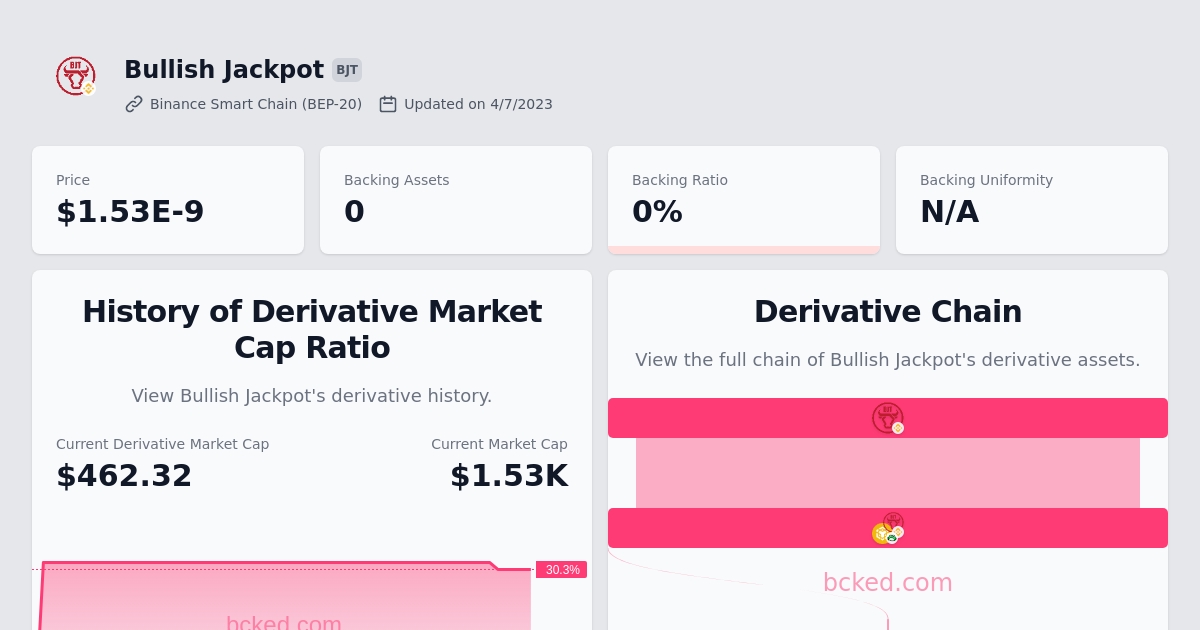 Bullish Jackpot BJT
Binance Smart Chain (BEP-20) Updated on 4/7/2023
Price
$1.53E-9
Backing Assets
0
Backing Ratio
0%
Backing Uniformity
N/A
History of Derivative Market
Cap Ratio
View Bullish Jackpot's derivative history.
Current Derivative Market Cap
$462.32
Current Market Cap
$1.53K
30.3%
bcked.com
Derivative Chain
View the full chain of Bullish Jackpot's derivative assets.
bcked.com